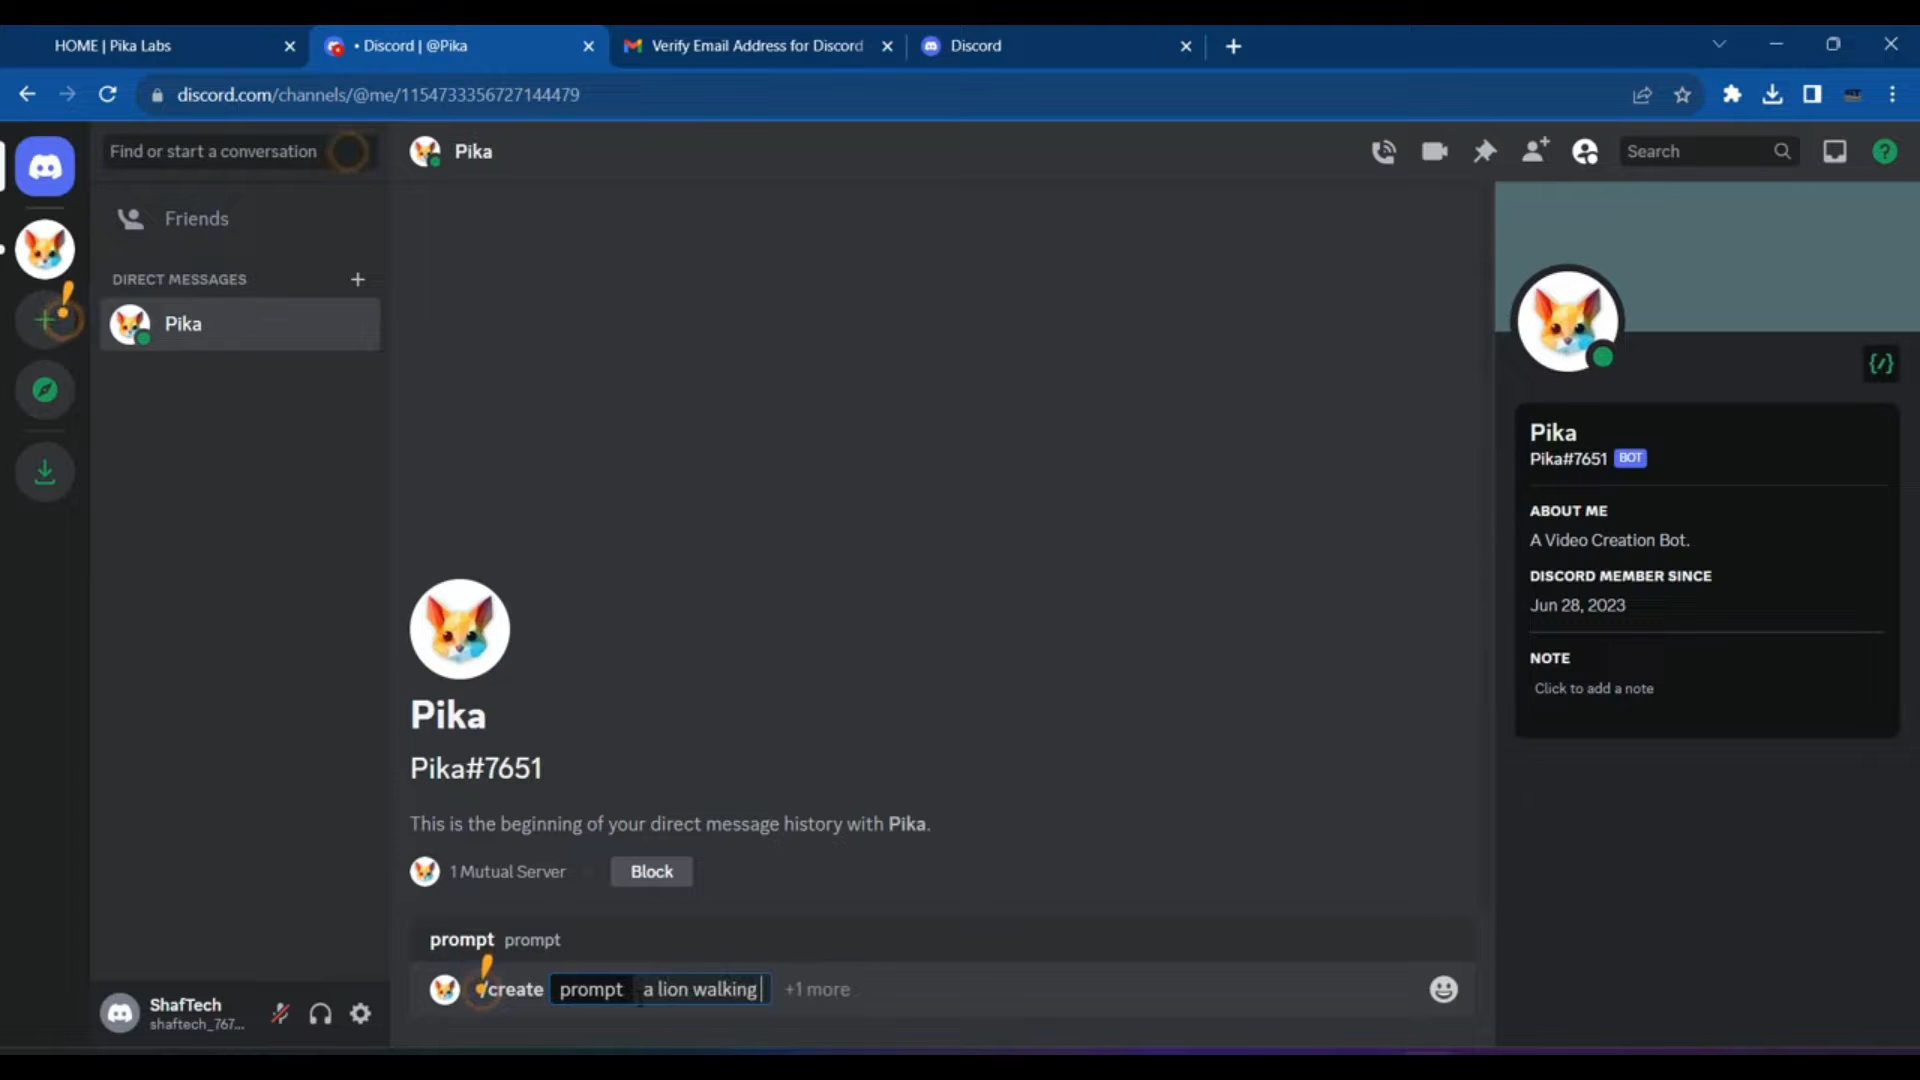 HOME | Pika Labs
• Discord | @Pika
Verify Email Address for Discord
Discord
discord.com/channels/@me/1154733356727144479
Find or start a conversation
Pika
Search
Friends
DIRECT MESSAGES
Pika
Pika
Pika#7651 BOT
ABOUT ME
A Video Creation Bot.
DISCORD MEMBER SINCE
Jun 28, 2023
NOTE
Click to add a note
Pika
Pika#7651
This is the beginning of your direct message history with Pika.
1 Mutual Server
Block
prompt prompt
/create prompt a lion walking +1 more
ShafTech
shaftech_767...